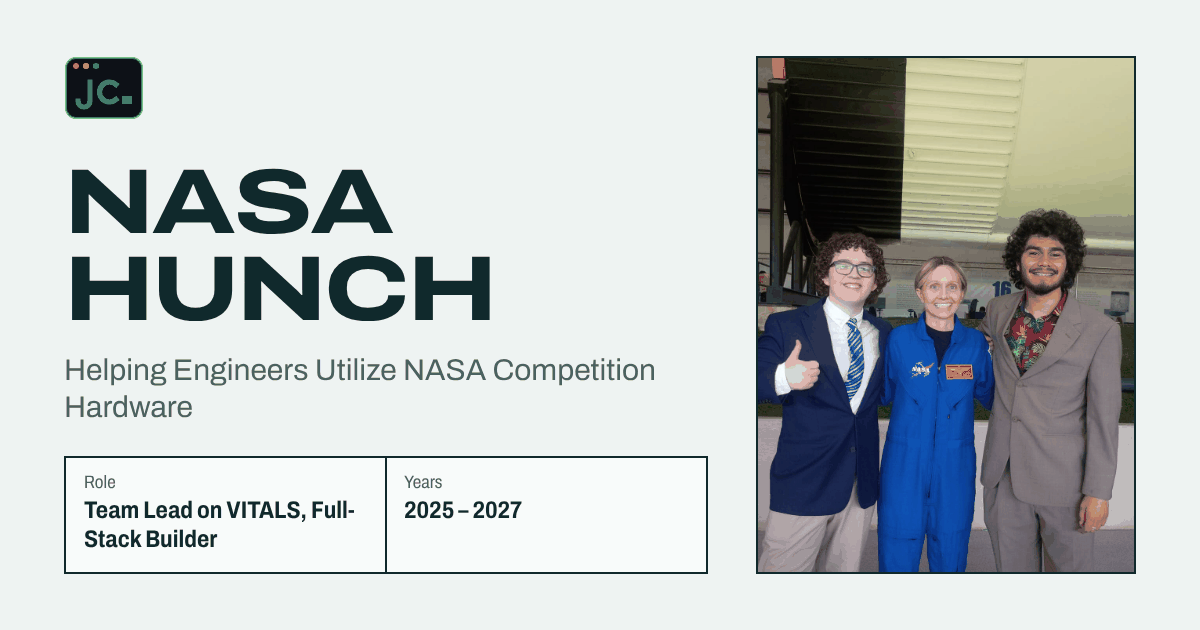 JC.
NASA
HUNCH
Helping Engineers Utilize NASA Competition
Hardware
Role
Team Lead on VITALS, Full-
Stack Builder
Years
2025 – 2027
16
NASA